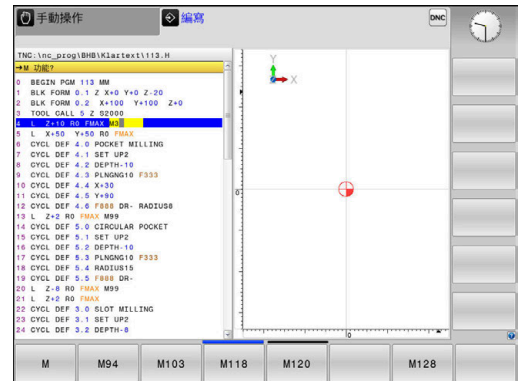 手動操作
編寫
DNC
TNC:\nc_prog\BHB\Klartext\113.H
→M 功能?
0 BEGIN PGM 113 MM
1 BLK FORM 0.1 Z X+0 Y+0 Z-20
2 BLK FORM 0.2 X+100 Y+100 Z+0
3 TOOL CALL 5 Z S2000
4 L Z+10 R0 FMAX M3
5 L X+50 Y+50 R0 FMAX
6 CYCL DEF 4.0 POCKET MILLING
7 CYCL DEF 4.1 SET UP2
8 CYCL DEF 4.2 DEPTH-10
9 CYCL DEF 4.3 PLNGNG10 F333
10 CYCL DEF 4.4 X+30
11 CYCL DEF 4.5 Y+90
12 CYCL DEF 4.6 F888 DR- RADIUS8
13 L Z+2 R0 FMAX M99
14 CYCL DEF 5.0 CIRCULAR POCKET
15 CYCL DEF 5.1 SET UP2
16 CYCL DEF 5.2 DEPTH-10
17 CYCL DEF 5.3 PLNGNG10 F333
18 CYCL DEF 5.4 RADIUS15
19 CYCL DEF 5.5 F888 DR-
20 L Z-8 R0 FMAX M99
21 L Z+2 R0 FMAX
22 CYCL DEF 3.0 SLOT MILLING
23 CYCL DEF 3.1 SET UP2
24 CYCL DEF 3.2 DEPTH-8
Y
X
0
0
M M94 M103 M118 M120 M128